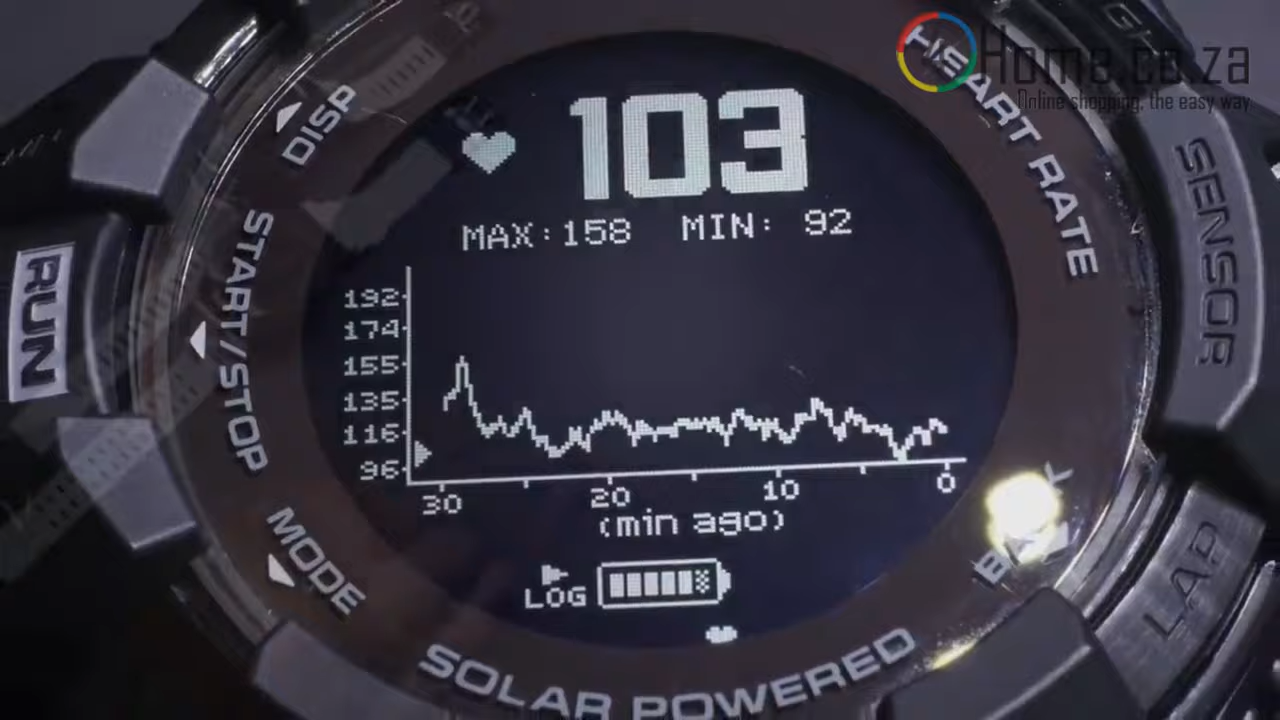 Home.co.za
Online shopping, the easy way
DISP
HEART RATE
SENSOR
START/STOP
RUN
MODE
BACK
LAP
SOLAR POWERED
103
MAX:158 MIN: 92
192
174
155
135
116
96
30 20 10 0
(min ago)
LOG